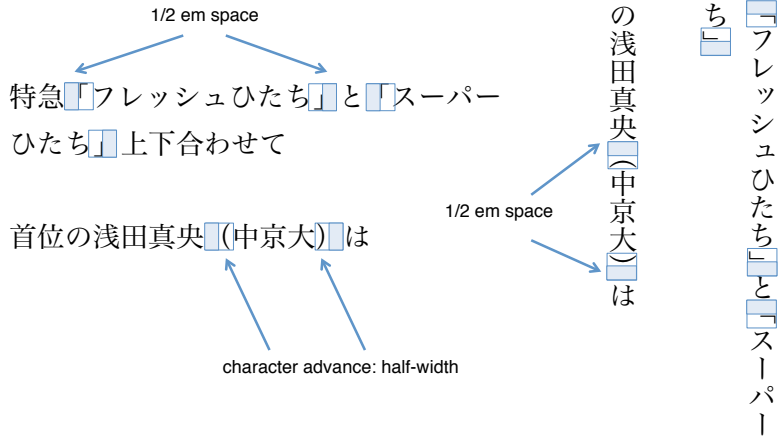 1/2 em space
特急「フレッシュひたち」と「スーパー
ひたち」上下合わせて
首位の浅田真央(中京大)は
character advance: half-width
1/2 em space
の浅田真央(中京大)は
「フレッシュひたち」と「スーパー
ち」